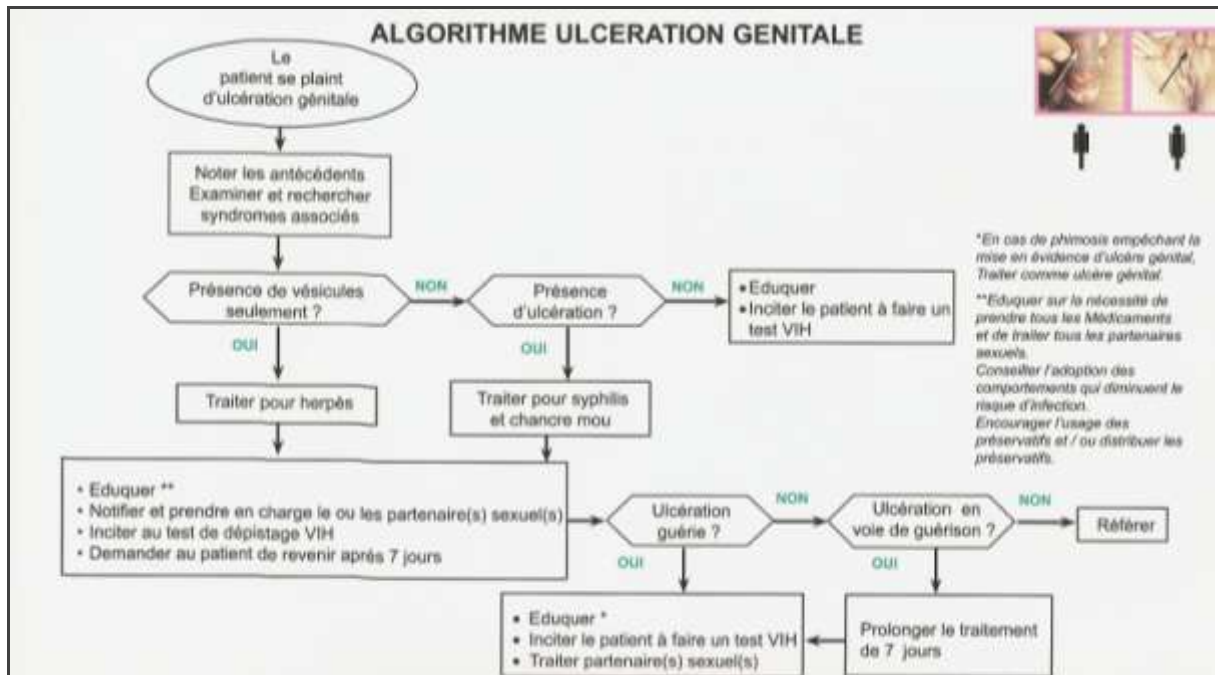 ALGORITHME ULCERATION GENITALE
Le
patient se plaint
d'ulcération génitale
Noter les antécédents
Examiner et rechercher
syndromes associés
Présence de vésicules
seulement ?
NON
OUI
Présence
d'ulcération ?
NON
OUI
• Eduquer
• Inciter le patient à faire un
test VIH
Traiter pour herpès
Traiter pour syphilis
et chancre mou
*En cas de phimosis empêchant la
mise en évidence d'ulcère génital,
Traiter comme ulcère génital.
**Eduquer sur la nécessité de
prendre tous les Médicaments
et de traiter tous les partenaires
sexuels.
Conseiller l'adoption des
comportements qui diminuent le
risque d'infection.
Encourager l'usage des
préservatifs et / ou distribuer les
préservatifs.
• Eduquer **
• Notifier et prendre en charge le ou les partenaire(s) sexuel(s)
• Inciter au test de dépistage VIH
• Demander au patient de revenir après 7 jours
Ulcération
guérie ?
NON
OUI
Ulcération en
voie de guérison ?
NON
OUI
Référer
• Eduquer *
• Inciter le patient à faire un test VIH
• Traiter partenaire(s) sexuel(s)
Prolonger le traitement
de 7 jours